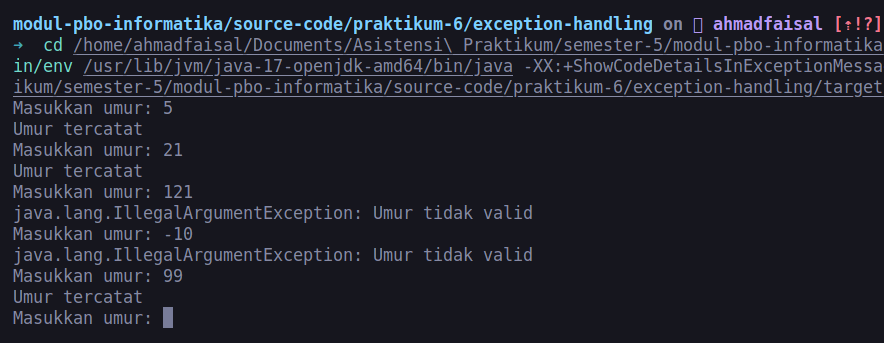 modul-pbo-informatika/source-code/praktikum-6/exception-handling on ahmadfaisal [⇡!?]
➜ cd /home/ahmadfaisal/Documents/Asistensi\ Praktikum/semester-5/modul-pbo-informatika
in/env /usr/lib/jvm/java-17-openjdk-amd64/bin/java -XX:+ShowCodeDetailsInExceptionMessa
ikum/semester-5/modul-pbo-informatika/source-code/praktikum-6/exception-handling/target
Masukkan umur: 5
Umur tercatat
Masukkan umur: 21
Umur tercatat
Masukkan umur: 121
java.lang.IllegalArgumentException: Umur tidak valid
Masukkan umur: -10
java.lang.IllegalArgumentException: Umur tidak valid
Masukkan umur: 99
Umur tercatat
Masukkan umur: